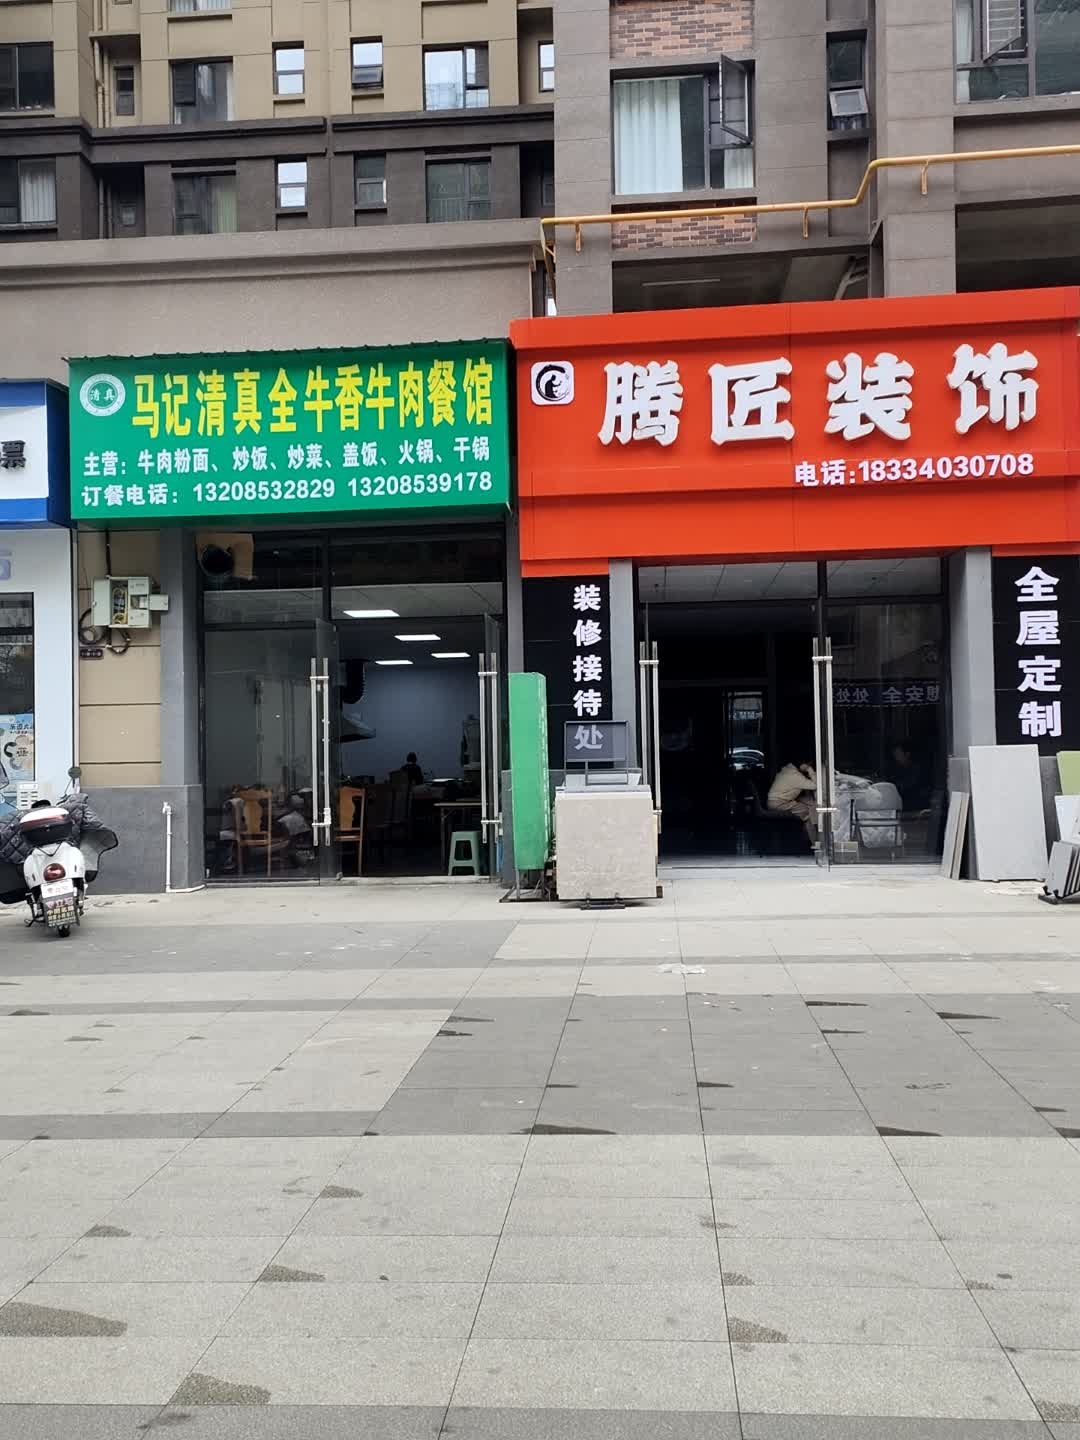 票
清真
马记清真全牛香牛肉餐馆
主营：牛肉粉面、炒饭、炒菜、盖饭、火锅、干锅
订餐电话：13208532829 13208539178
腾匠装饰
电话:18334030708
装修接待处
全屋定制